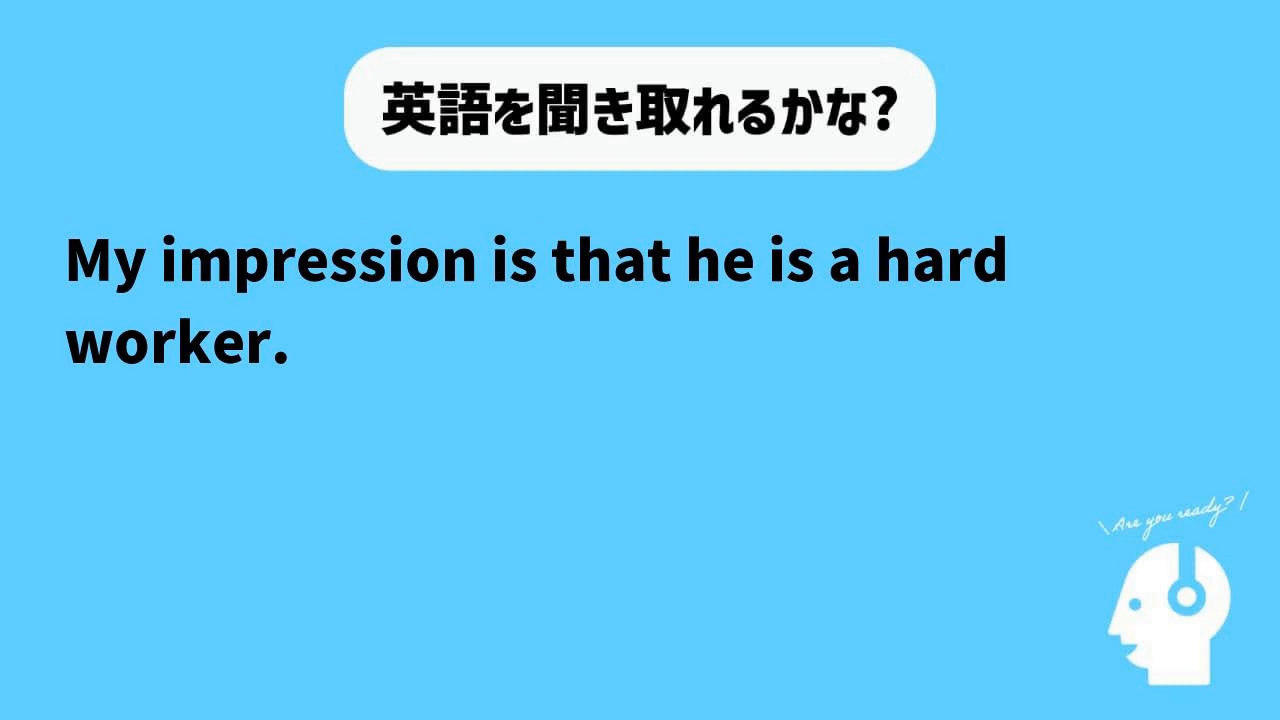 英語を聞き取れるかな?
My impression is that he is a hard
worker.
\ Are you ready? /